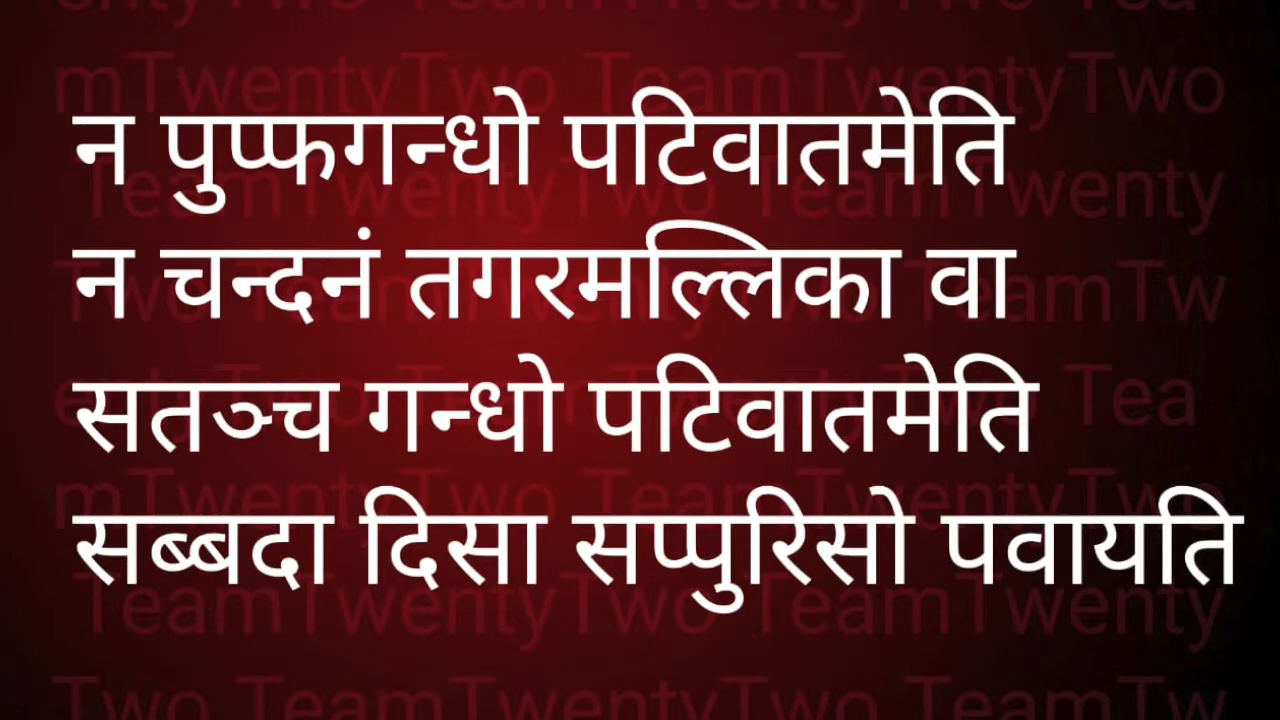 न पुप्फगन्धो पटिवातमेति
न चन्दनं तगरमल्लिका वा
सतञ्च गन्धो पटिवातमेति
सब्बदा दिसा सप्पुरिसो पवायति